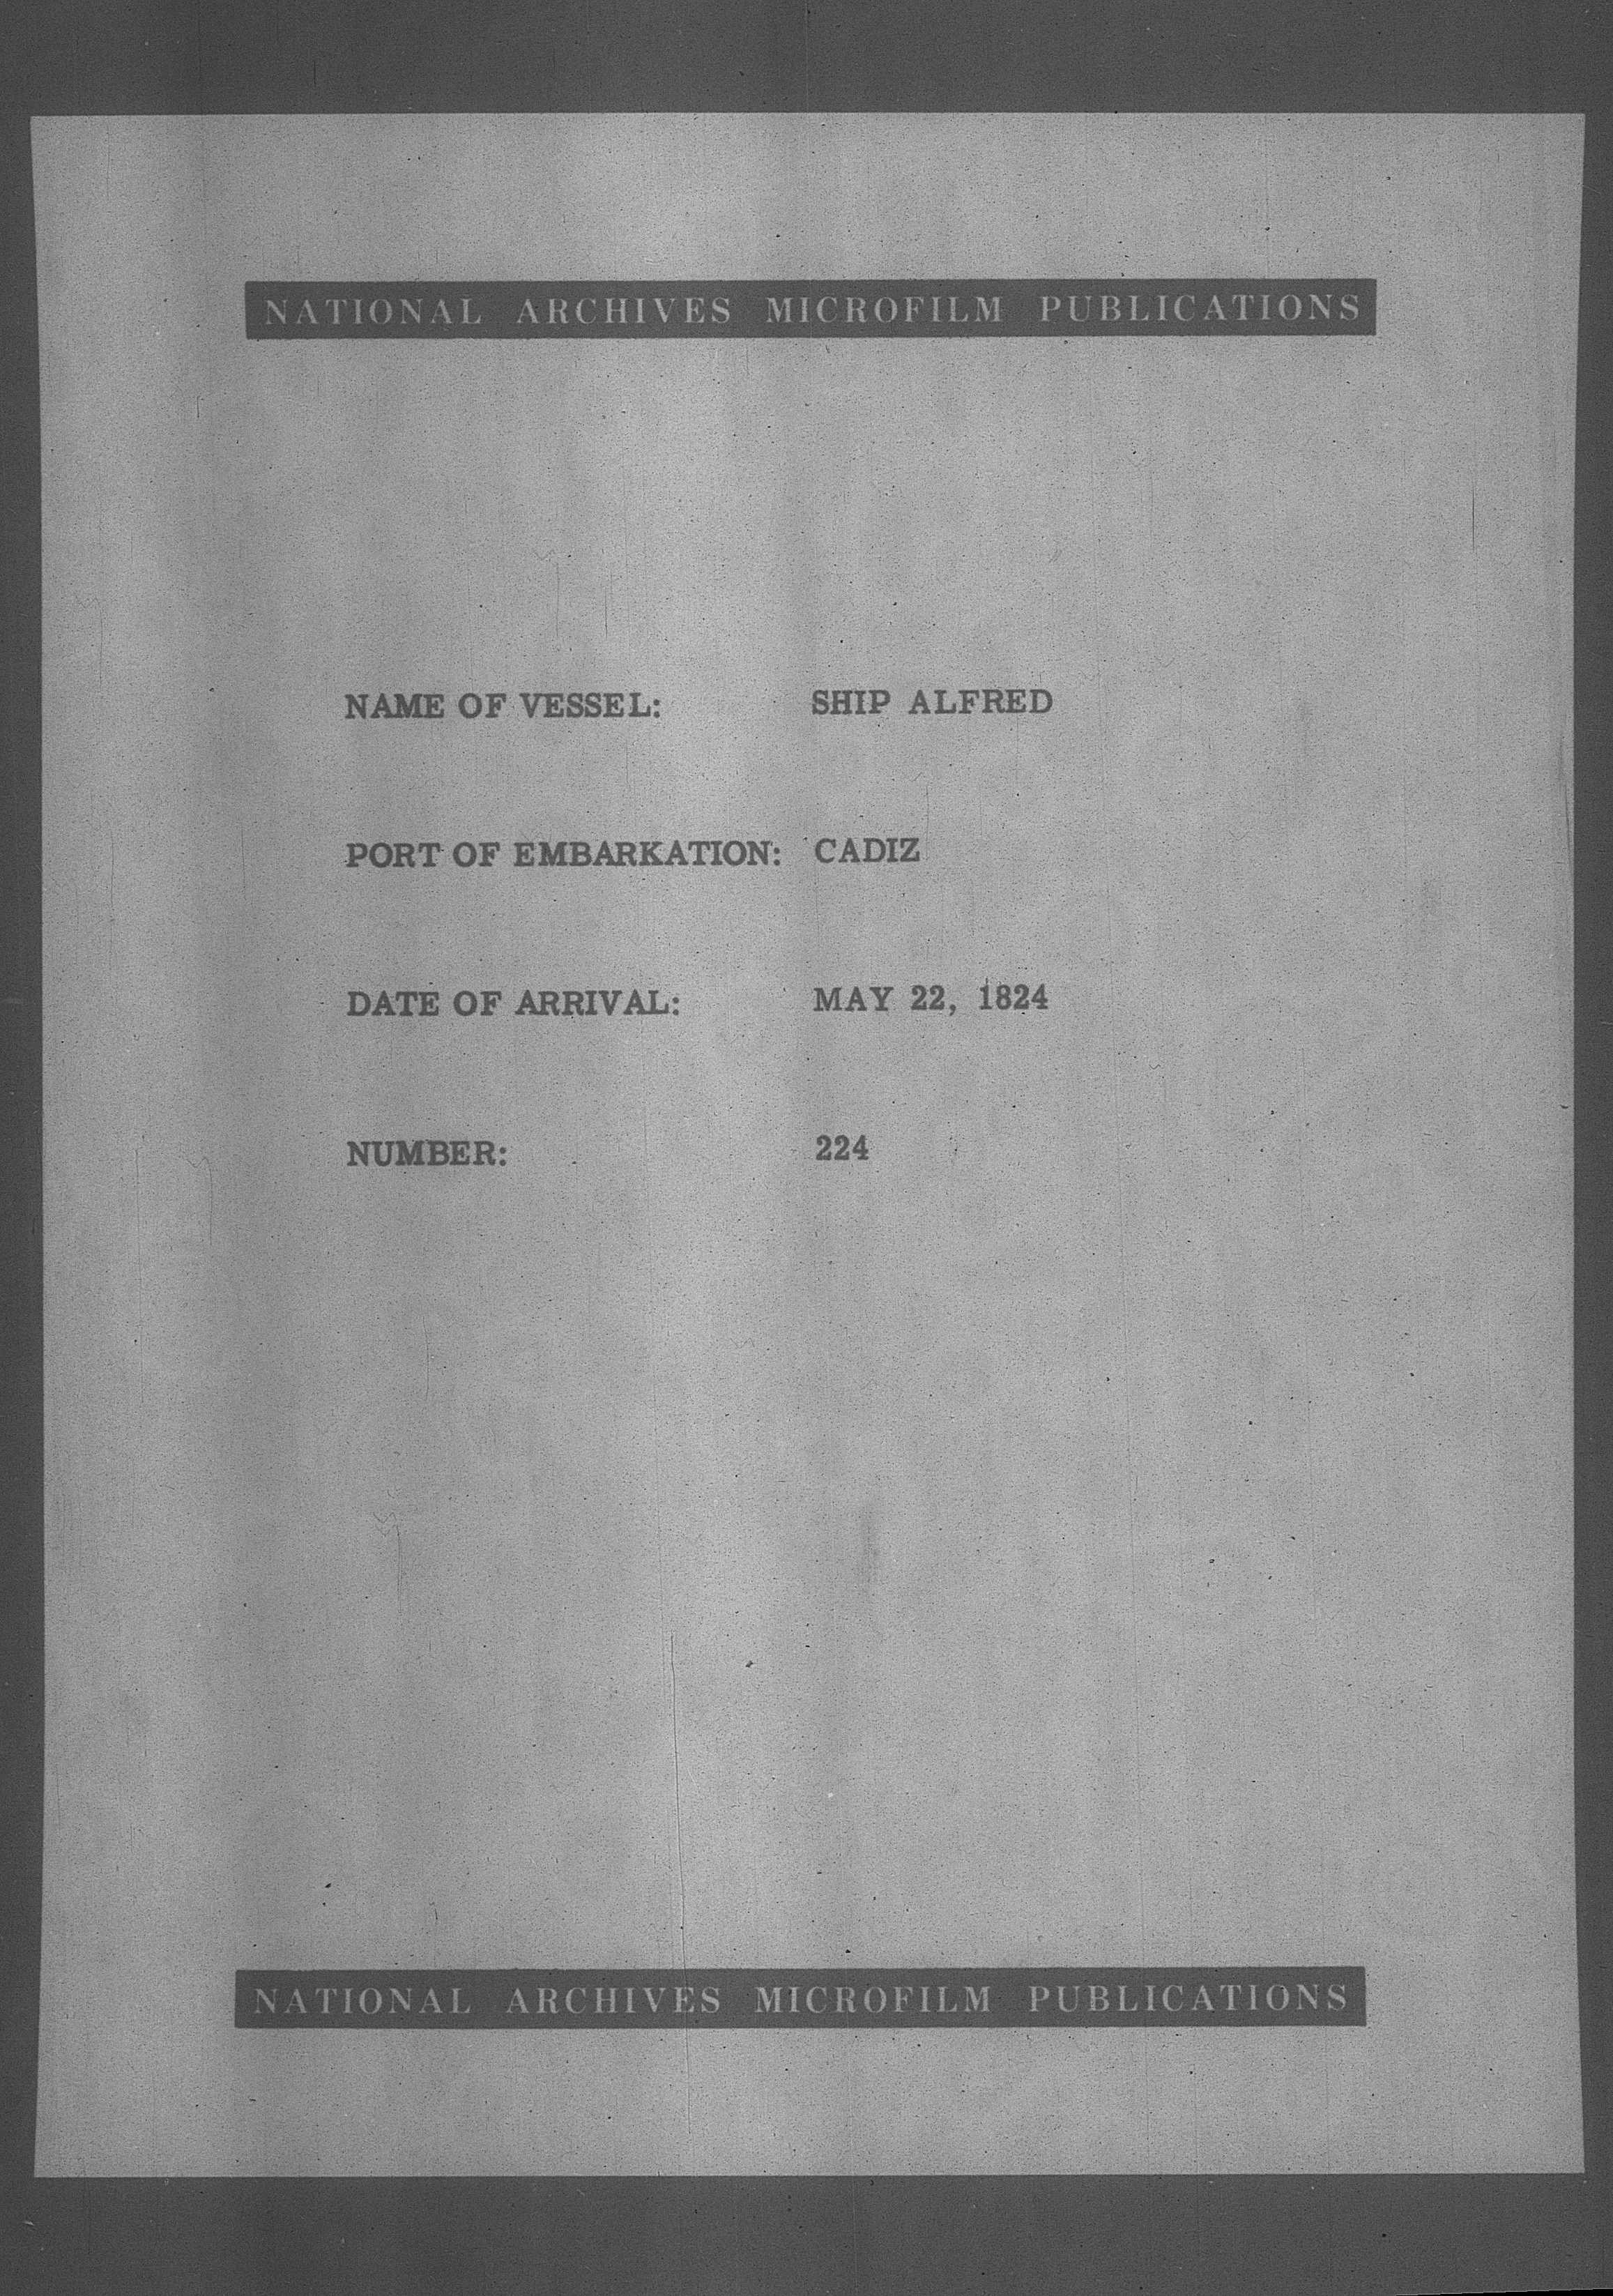 NATIONAL ARCHIVES MICROFILM PUBLICATIONS
NAME OF VESSEL: SHIP ALFRED
PORT OF EMBARKATION: CADIZ
DATE OF ARRIVAL: MAY 22, 1824
NUMBER: 224
NATIONAL ARCHIVES MICROFILM PUBLICATIONS